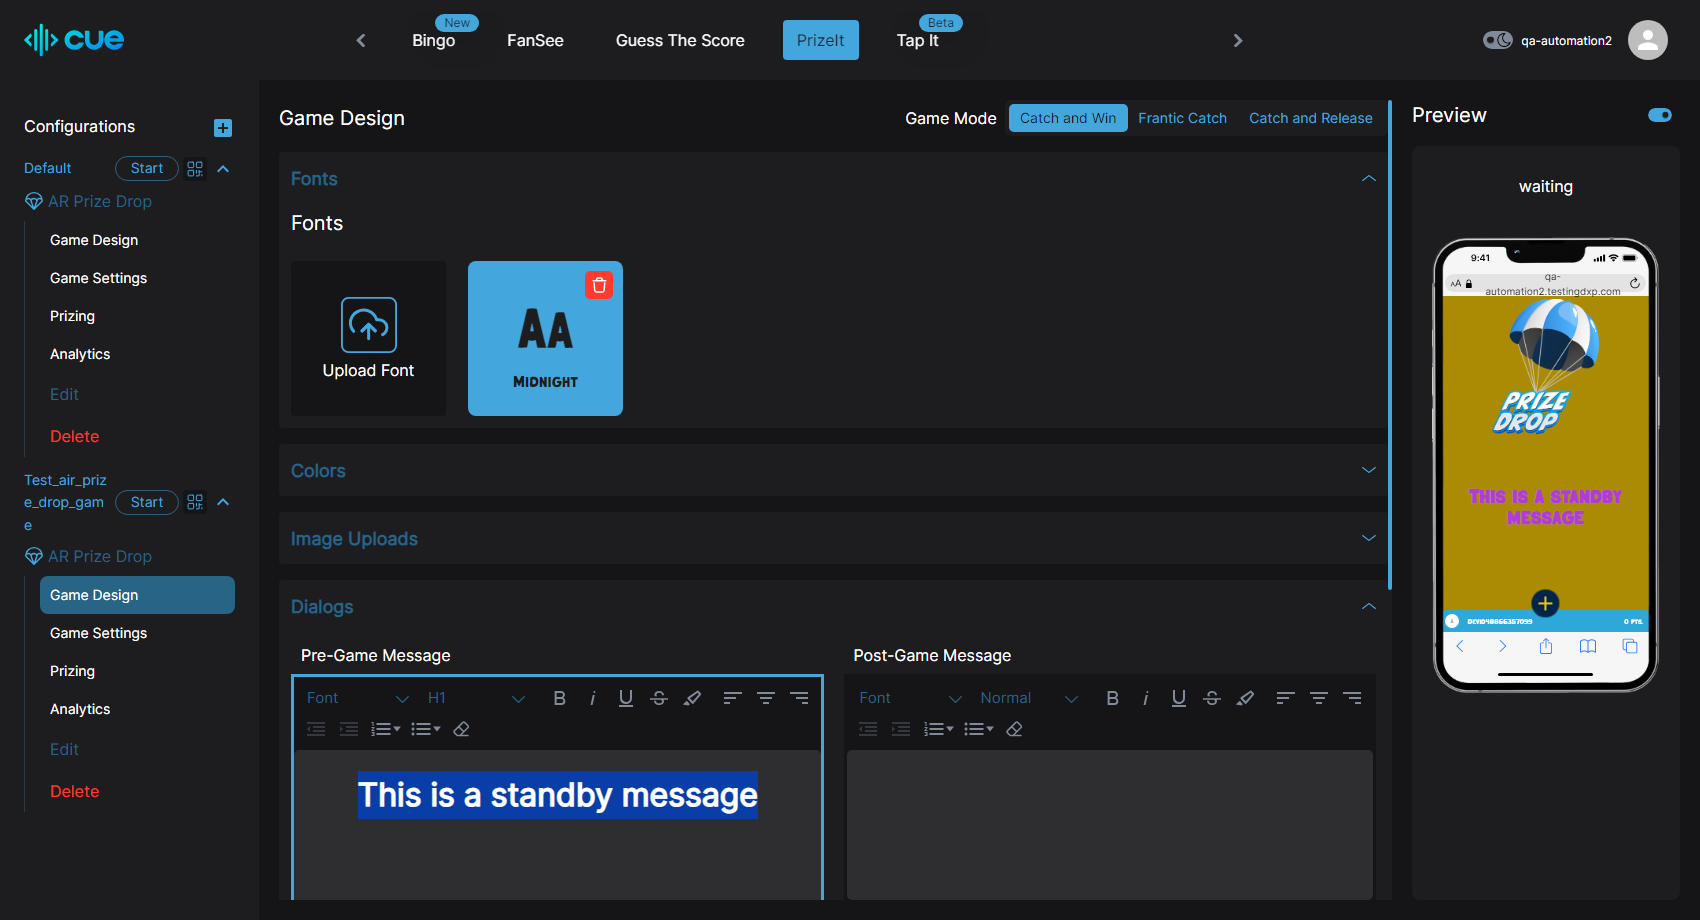 cue
New
Bingo
FanSee
Guess The Score
PrizeIt
Beta
Tap It
qa-automation2
Configurations
Default
Start
AR Prize Drop
Game Design
Game Settings
Prizing
Analytics
Edit
Delete
Test_air_priz
e_drop_gam
e
Start
AR Prize Drop
Game Design
Game Settings
Prizing
Analytics
Edit
Delete
Game Design
Game Mode
Catch and Win
Frantic Catch
Catch and Release
Fonts
Fonts
Upload Font
AA
MIDNIGHT
Colors
Image Uploads
Dialogs
Pre-Game Message
Font
H1
B
i
U
S
This is a standby message
Post-Game Message
Font
Normal
B
i
U
S
Preview
waiting
9:41
AA
qa-
automation2.testingdxp.com
PRIZE
DROP
THIS IS A STANDBY
MESSAGE
0 PTS.